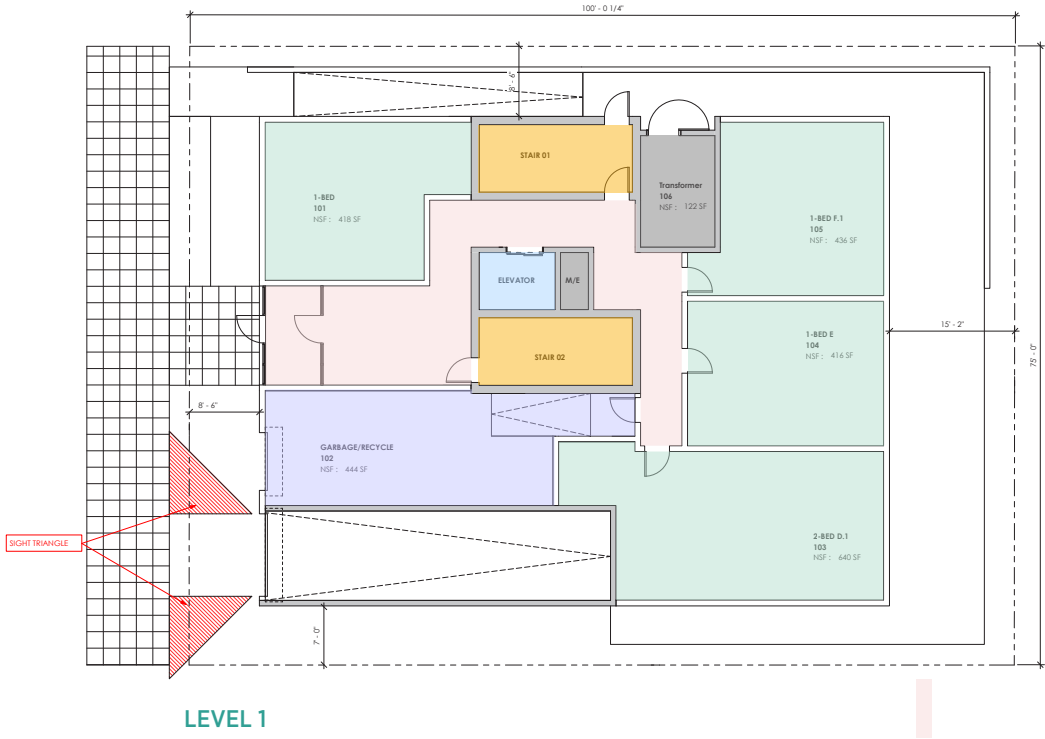 100' - 0 1/4"
8' - 6"
STAIR 01
Transformer
106
NSF : 122 SF
1-BED
101
NSF : 418 SF
1-BED F.1
105
NSF : 436 SF
ELEVATOR
M/E
15' - 2"
75' - 0"
1-BED E
104
NSF : 416 SF
STAIR 02
8' - 6"
GARBAGE/RECYCLE
102
NSF : 444 SF
SIGHT TRIANGLE
2-BED D.1
103
NSF : 640 SF
7' - 0"
LEVEL 1